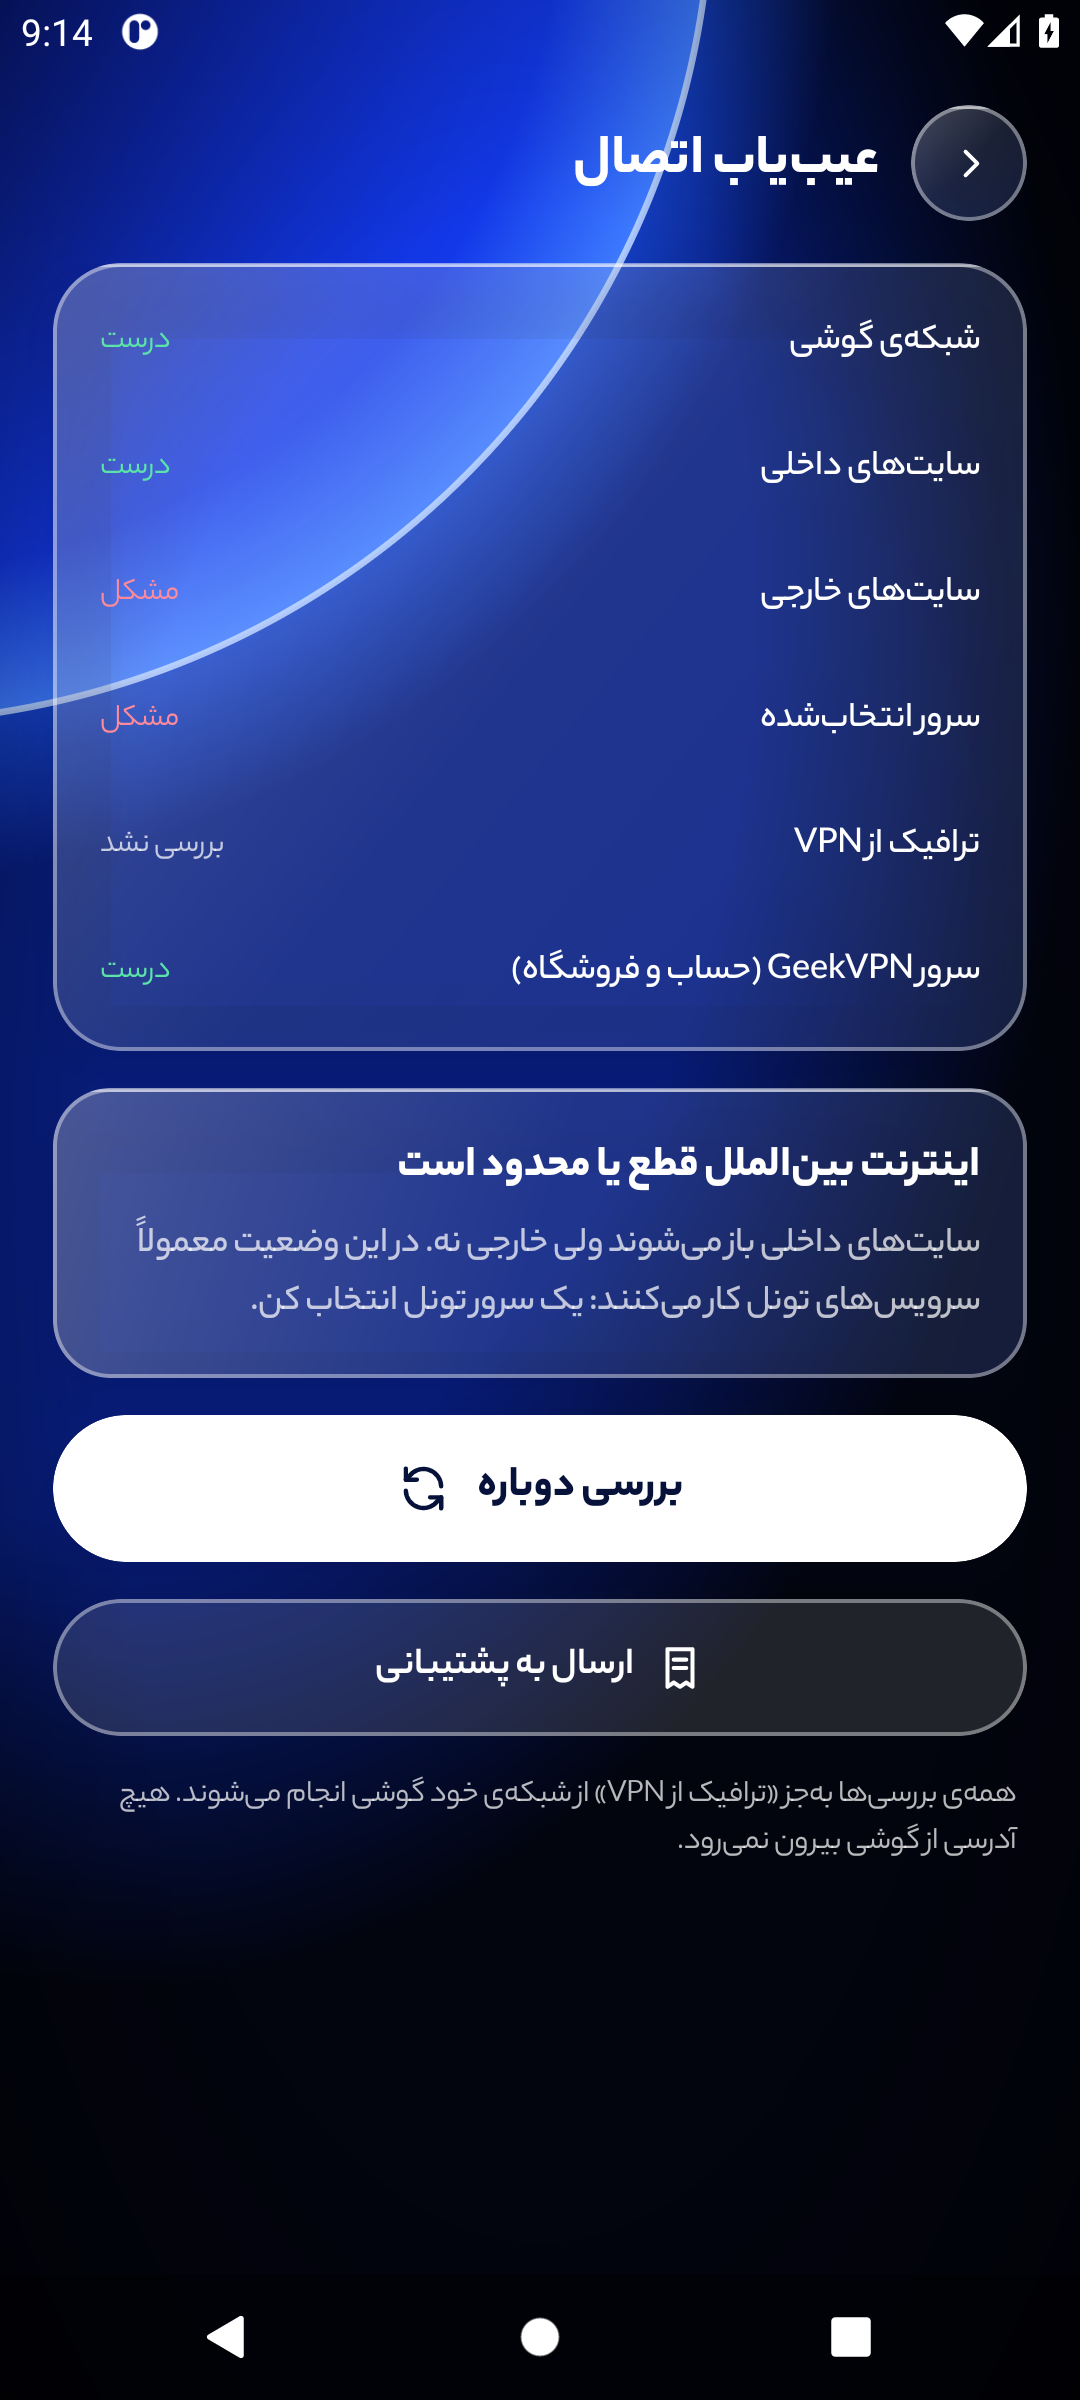 9:14
عیب‌یاب اتصال
شبکه‌ی گوشی
درست
سایت‌های داخلی
درست
سایت‌های خارجی
مشکل
سرور انتخاب‌شده
مشکل
ترافیک از VPN
بررسی نشد
سرور GeekVPN (حساب و فروشگاه)
درست
اینترنت بین‌الملل قطع یا محدود است
سایت‌های داخلی باز می‌شوند ولی خارجی نه. در این وضعیت معمولاً
سرویس‌های تونل کار می‌کنند: یک سرور تونل انتخاب کن.
بررسی دوباره
ارسال به پشتیبانی
همه‌ی بررسی‌ها به‌جز «ترافیک از VPN» از شبکه‌ی خود گوشی انجام می‌شوند. هیچ
آدرسی از گوشی بیرون نمی‌رود.